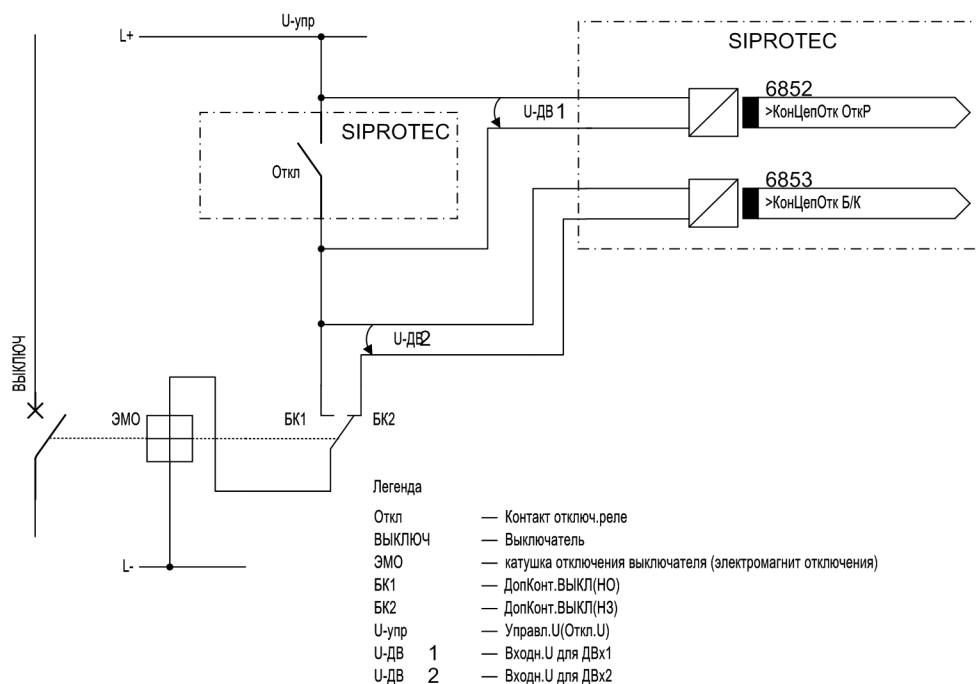 U-упр
L+
SIPROTEC
6852
>КонЦепОтк ОткР
U-ДВ 1
SIPROTEC
Откл
6853
>КонЦепОтк Б/К
U-ДВ2
ВЫКЛЮЧ
ЭМО
БК1
БК2
L-
Легенда
Откл — Контакт отключ.реле
ВЫКЛЮЧ — Выключатель
ЭМО — катушка отключения выключателя (электромагнит отключения)
БК1 — ДопКонт.ВЫКЛ(НО)
БК2 — ДопКонт.ВЫКЛ(НЗ)
U-упр — Управл.U(Откл.U)
U-ДВ 1 — Входн.U для ДВх1
U-ДВ 2 — Входн.U для ДВх2